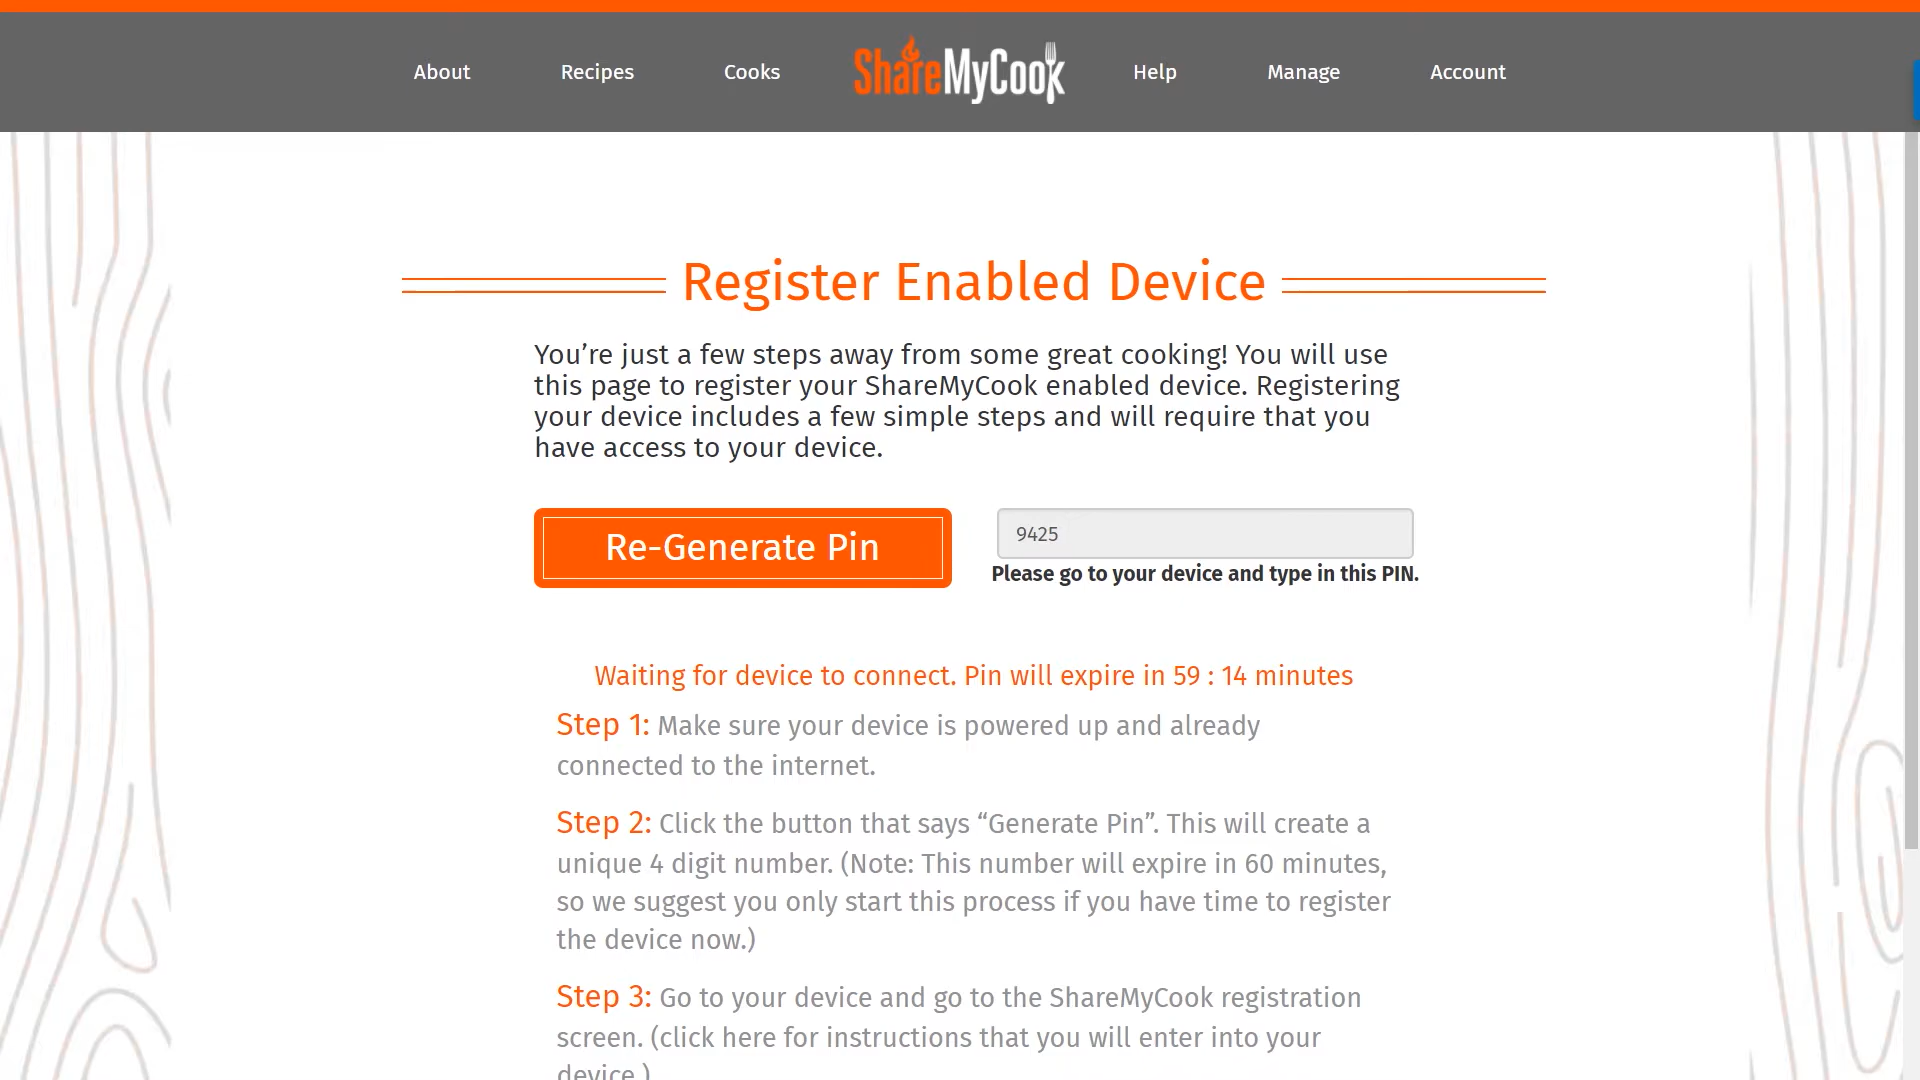 About Recipes Cooks ShareMyCook Help Manage Account
Register Enabled Device
You’re just a few steps away from some great cooking! You will use
this page to register your ShareMyCook enabled device. Registering
your device includes a few simple steps and will require that you
have access to your device.
Re-Generate Pin
9425
Please go to your device and type in this PIN.
Waiting for device to connect. Pin will expire in 59 : 14 minutes
Step 1: Make sure your device is powered up and already
connected to the internet.
Step 2: Click the button that says “Generate Pin”. This will create a
unique 4 digit number. (Note: This number will expire in 60 minutes,
so we suggest you only start this process if you have time to register
the device now.)
Step 3: Go to your device and go to the ShareMyCook registration
screen. (click here for instructions that you will enter into your
device.)